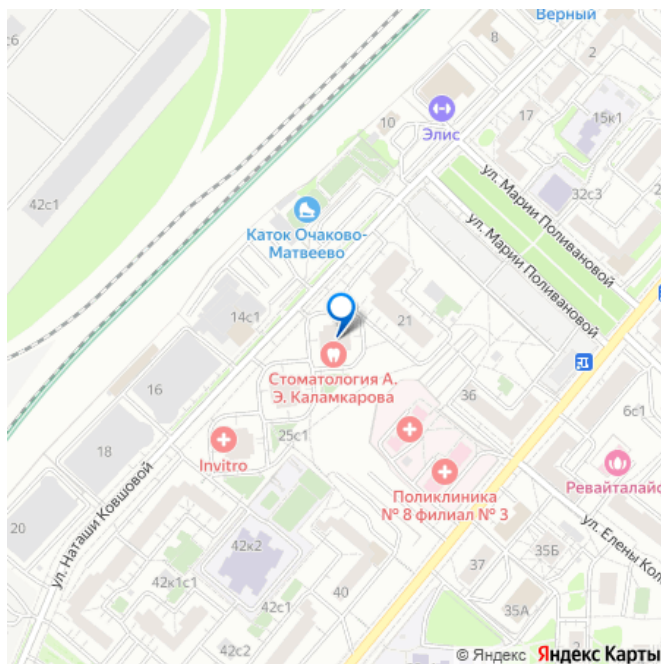 Верный
8
2
Элис
17
15к1
10
ул. Марии Поливановой
32с3
42с1
Каток Очаково-
Матвеево
ул. Марии Поливановой
14с1
21
Стоматология А.
Э. Каламкарова
16
36
6с1
25с1
Invitro
18
Поликлиника
№ 8 филиал № 3
Ревайталайс
ул. Наташи Ковшовой
20
42к2
35Б
ул. Елены Кол
37
42к1с1
40
35А
42с1
42с2
2
© Яндекс Яндекс Карты